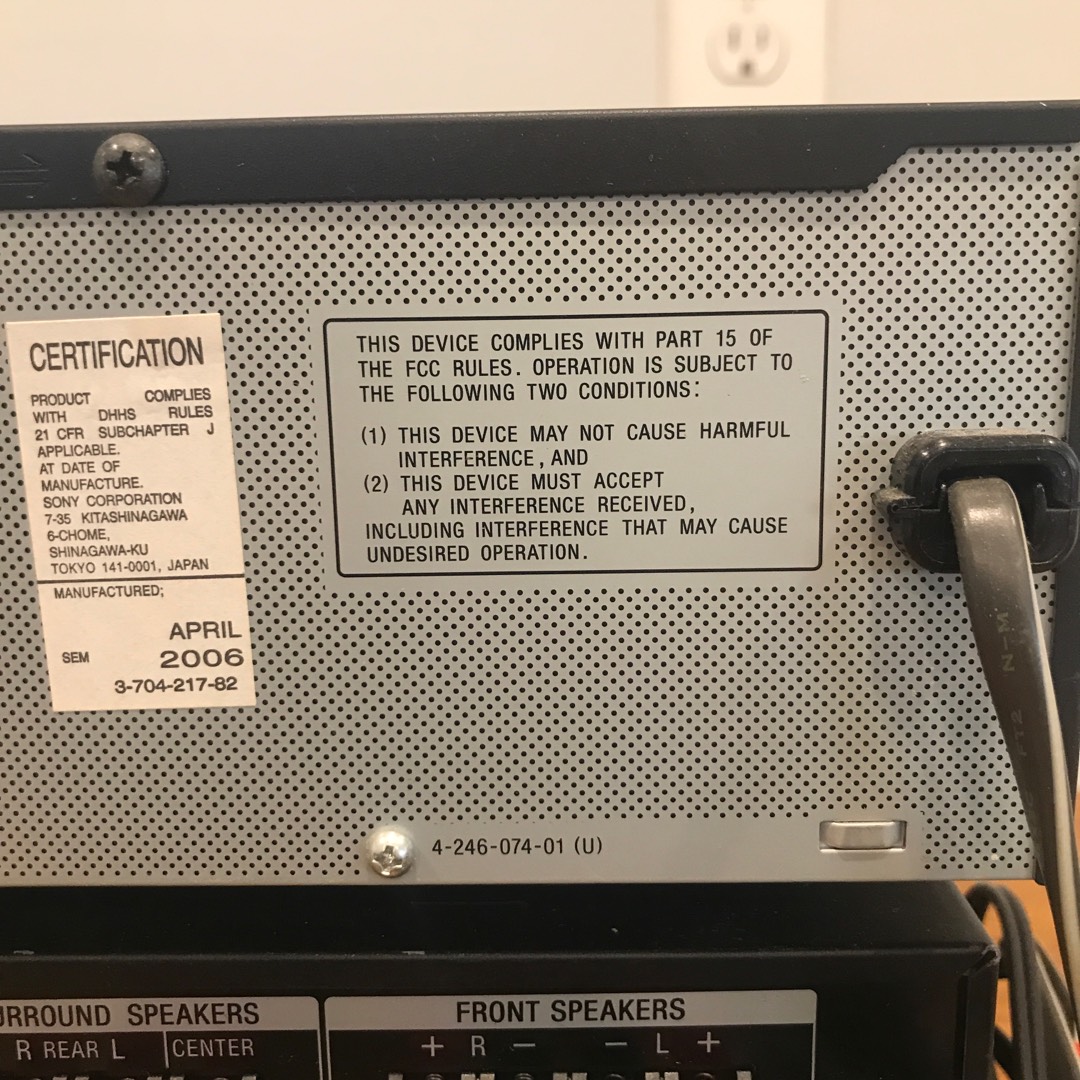 CERTIFICATION
PRODUCT COMPLIES
WITH DHHS RULES
21 CFR SUBCHAPTER J
APPLICABLE.
AT DATE OF
MANUFACTURE.
SONY CORPORATION
7-35 KITASHINAGAWA
6-CHOME,
SHINAGAWA-KU
TOKYO 141-0001, JAPAN
MANUFACTURED;
APRIL
SEM 2006
3-704-217-82
THIS DEVICE COMPLIES WITH PART 15 OF
THE FCC RULES. OPERATION IS SUBJECT TO
THE FOLLOWING TWO CONDITIONS:
(1) THIS DEVICE MAY NOT CAUSE HARMFUL
INTERFERENCE, AND
(2) THIS DEVICE MUST ACCEPT
ANY INTERFERENCE RECEIVED,
INCLUDING INTERFERENCE THAT MAY CAUSE
UNDESIRED OPERATION.
N-M
4-246-074-01 (U)
SPEAKERS
R REAR L CENTER
FRONT SPEAKERS
+ R − − L +